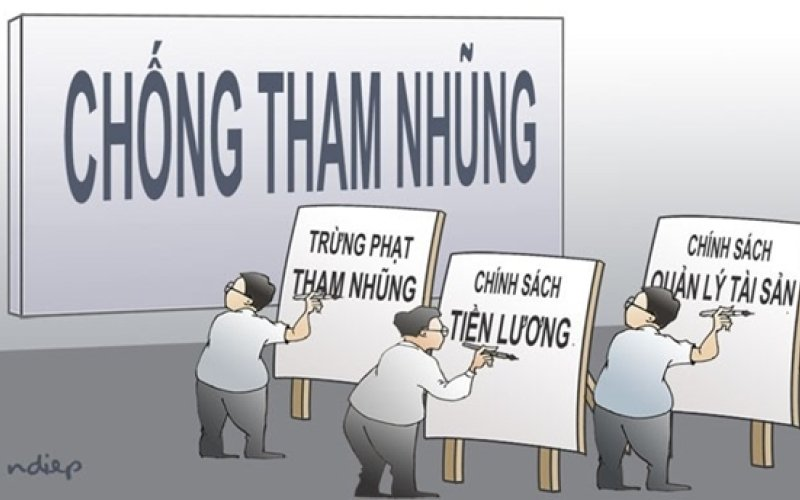 CHỐNG THAM NHŨNG
TRỪNG PHẠT
THAM NHŨNG
CHÍNH SÁCH
TIỀN LƯƠNG
CHÍNH SÁCH
QUẢN LÝ TÀI SẢN
ndiep